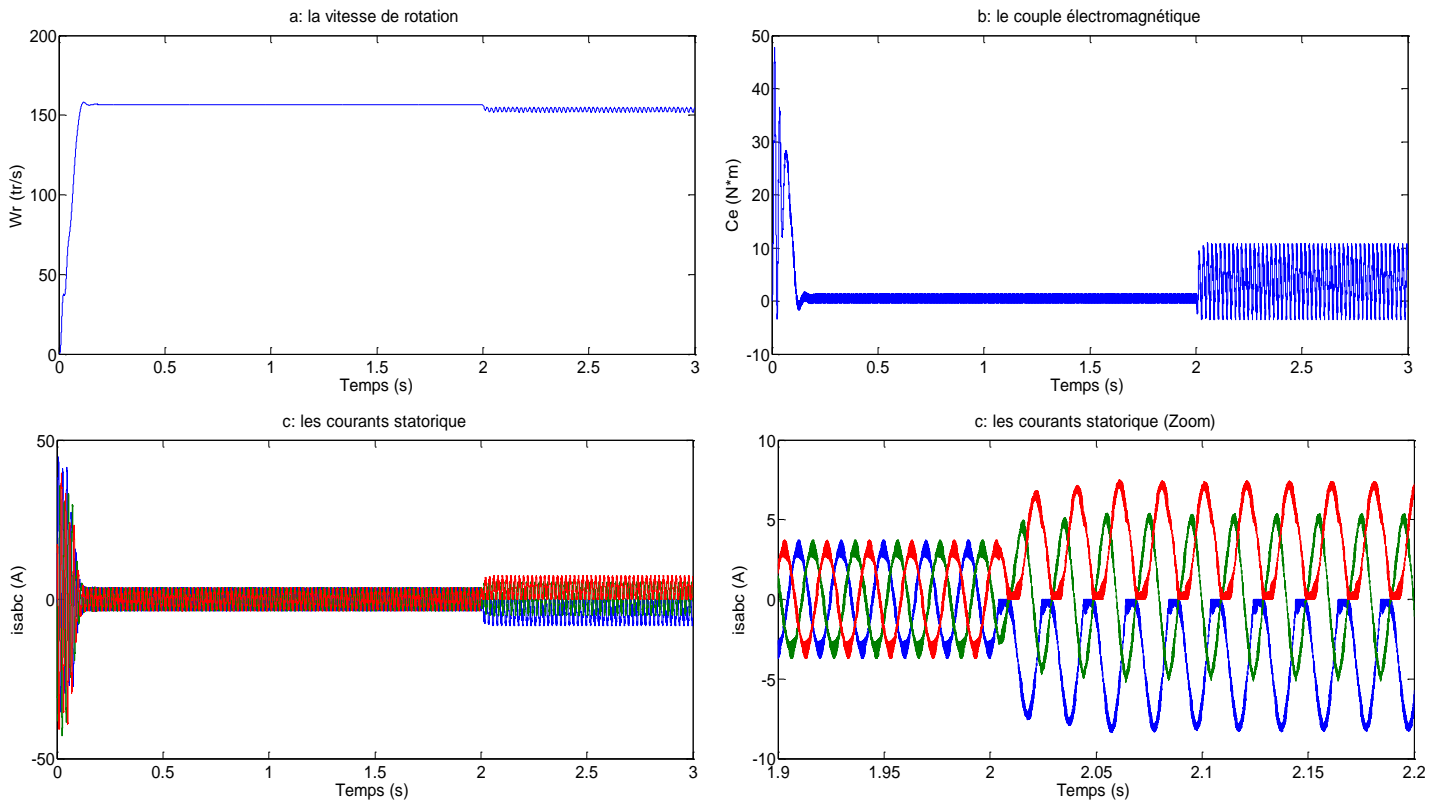 a: la vitesse de rotation
200
150
100
50
0
Wr (tr/s)
0 0.5 1 1.5 2 2.5 3
Temps (s)
b: le couple électromagnétique
50
40
30
20
10
0
-10
Ce (N*m)
0 0.5 1 1.5 2 2.5 3
Temps (s)
c: les courants statorique
50
0
-50
isabc (A)
0 0.5 1 1.5 2 2.5 3
Temps (s)
c: les courants statorique (Zoom)
10
5
0
-5
-10
isabc (A)
1.9 1.95 2 2.05 2.1 2.15 2.2
Temps (s)